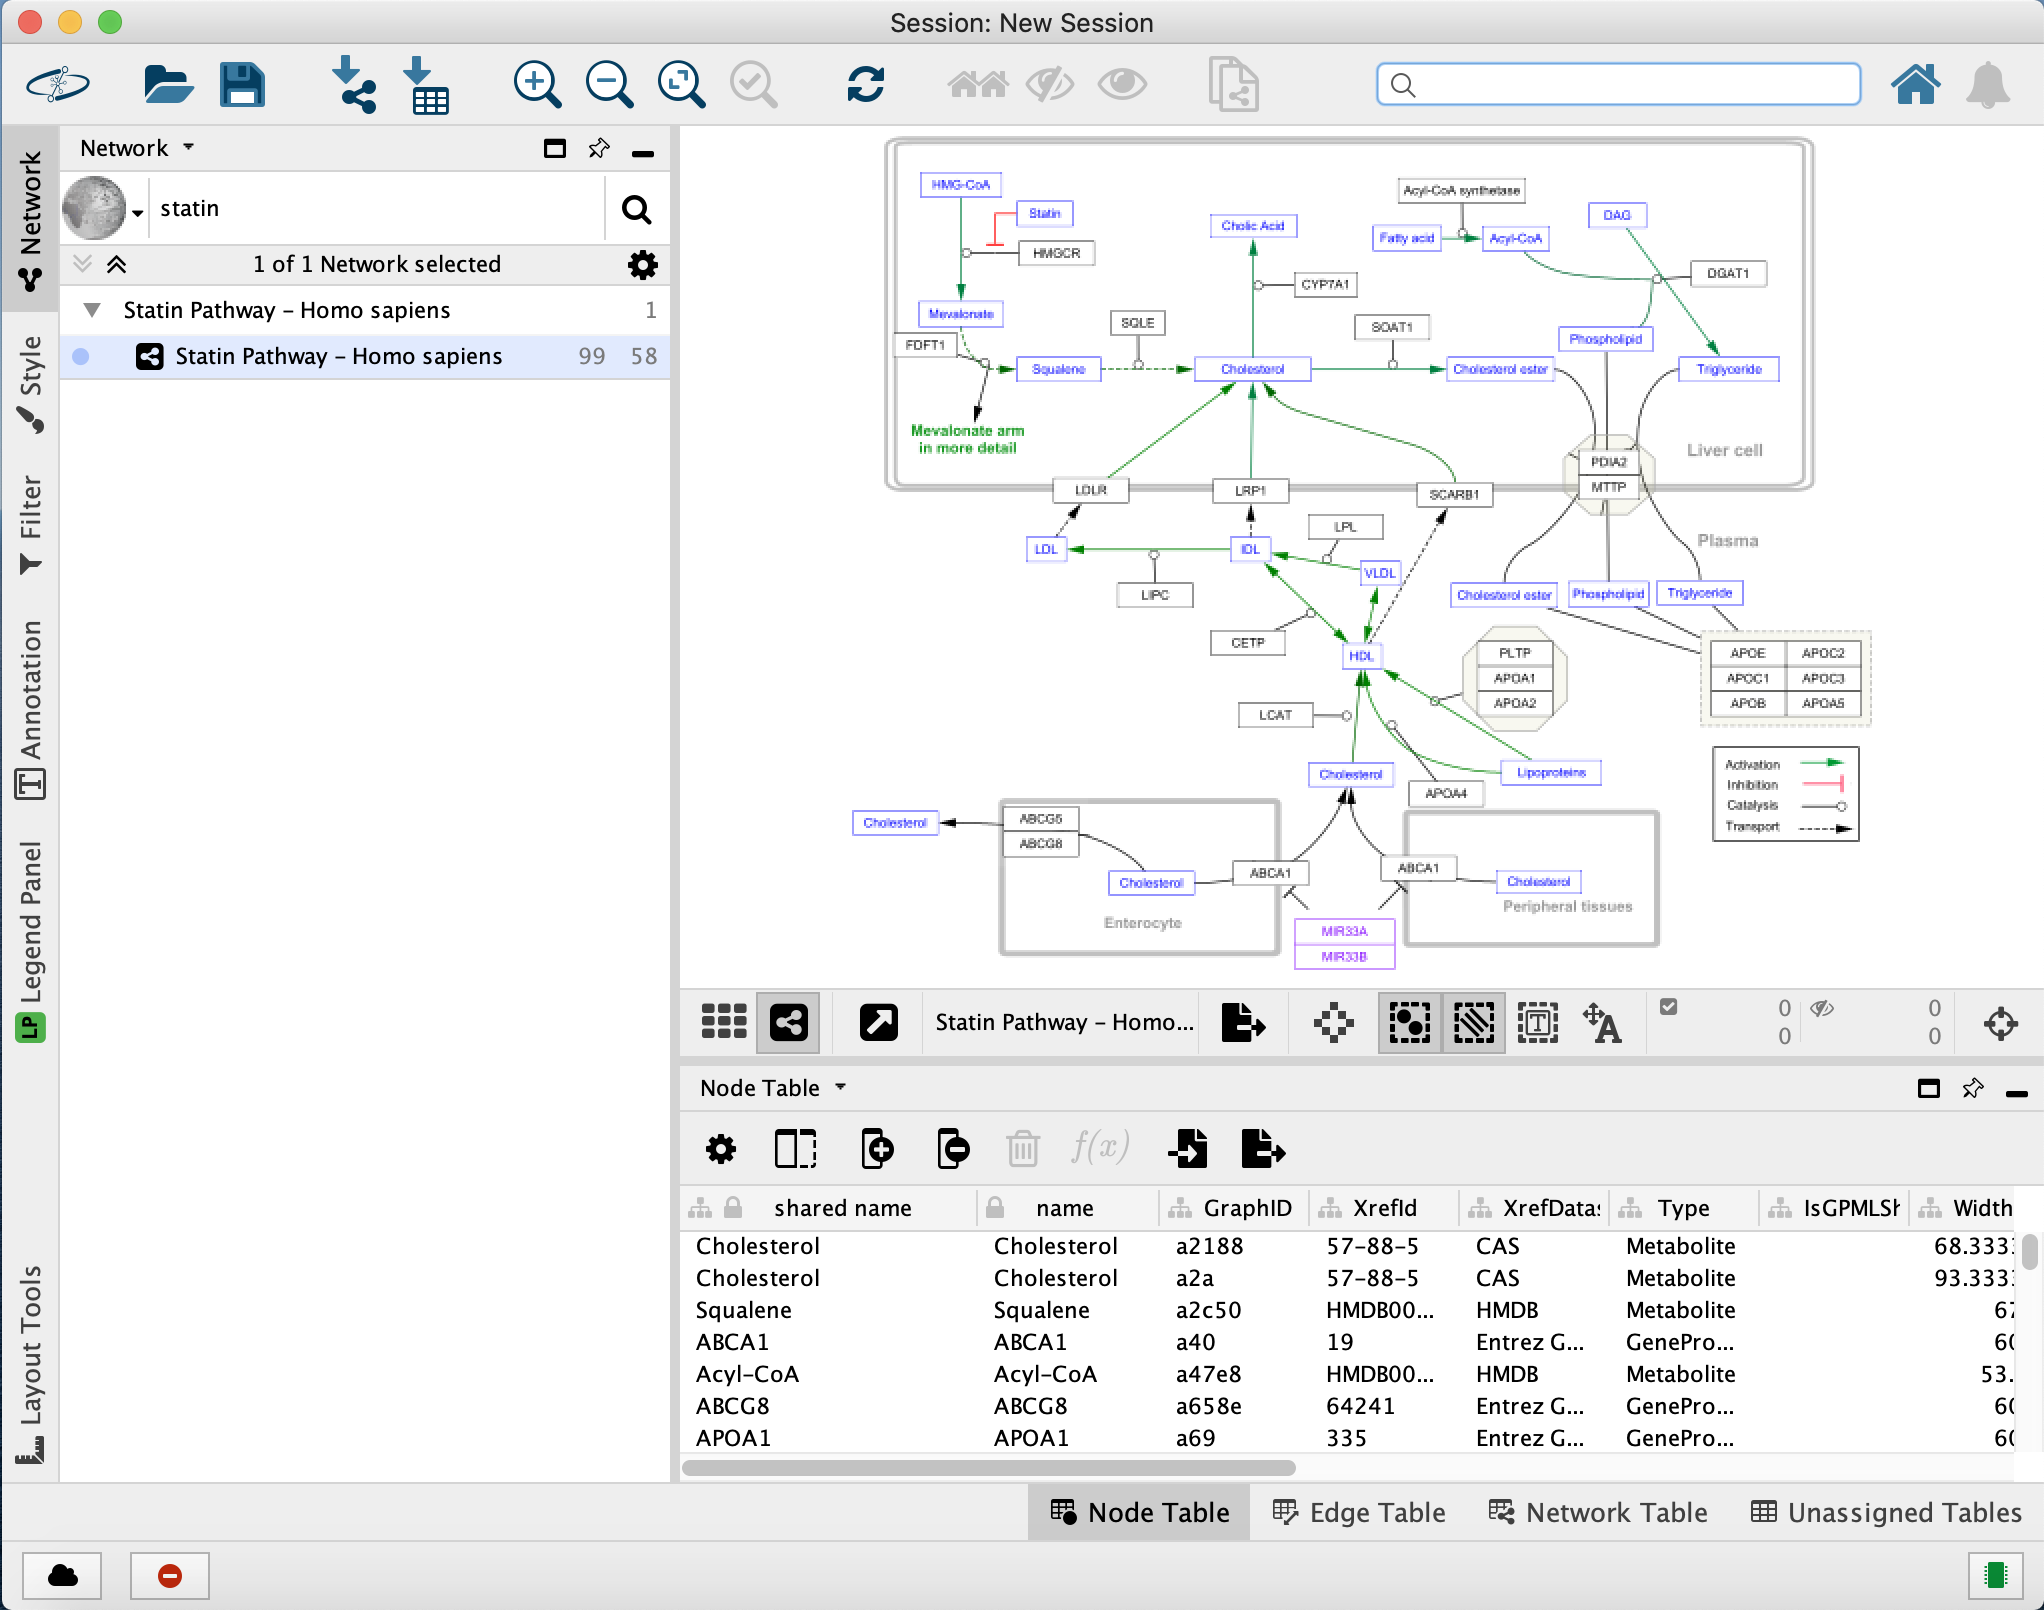 Session: New Session
Network
statin
1 of 1 Network selected
Statin Pathway – Homo sapiens 1
Statin Pathway – Homo sapiens 99 58
Network
Style
Filter
Annotation
Legend Panel
LP
Layout Tools
HMG-CoA
Statin
HMGCR
Mevalonate
FDFT1
Squalene
SQLE
Cholic Acid
CYP7A1
Cholesterol
SOAT1
Acyl-CoA synthetase
Fatty acid
Acyl-CoA
DAG
DGAT1
Phospholipid
Cholesterol ester
Triglyceride
Mevalonate arm
in more detail
Liver cell
PDIA2
MTTP
LDLR
LRP1
SCARB1
Plasma
LDL
IDL
LPL
VLDL
LIPC
CETP
HDL
Cholesterol ester
Phospholipid
Triglyceride
PLTP
APOA1
APOA2
APOE APOC2
APOC1 APOC3
APOB APOA5
LCAT
Cholesterol
Lipoproteins
APOA4
Activation
Inhibition
Catalysis
Transport
Cholesterol
ABCG5
ABCG8
Cholesterol
ABCA1
Enterocyte
ABCA1
Cholesterol
Peripheral tissues
MIR33A
MIR33B
Statin Pathway – Homo...
T
A
0 0
0 0
Node Table
f(x)
shared name name GraphID XrefId XrefData IsGPMLSh Type Width
Cholesterol Cholesterol a2188 57-88-5 CAS Metabolite 68.333
Cholesterol Cholesterol a2a 57-88-5 CAS Metabolite 93.333
Squalene Squalene a2c50 HMDB00... HMDB Metabolite 67
ABCA1 ABCA1 a40 19 Entrez G... GenePro... 60
Acyl-CoA Acyl-CoA a47e8 HMDB00... HMDB Metabolite 53.
ABCG8 ABCG8 a658e 64241 Entrez G... GenePro... 60
APOA1 APOA1 a69 335 Entrez G... GenePro... 60
Node Table Edge Table Network Table Unassigned Tables